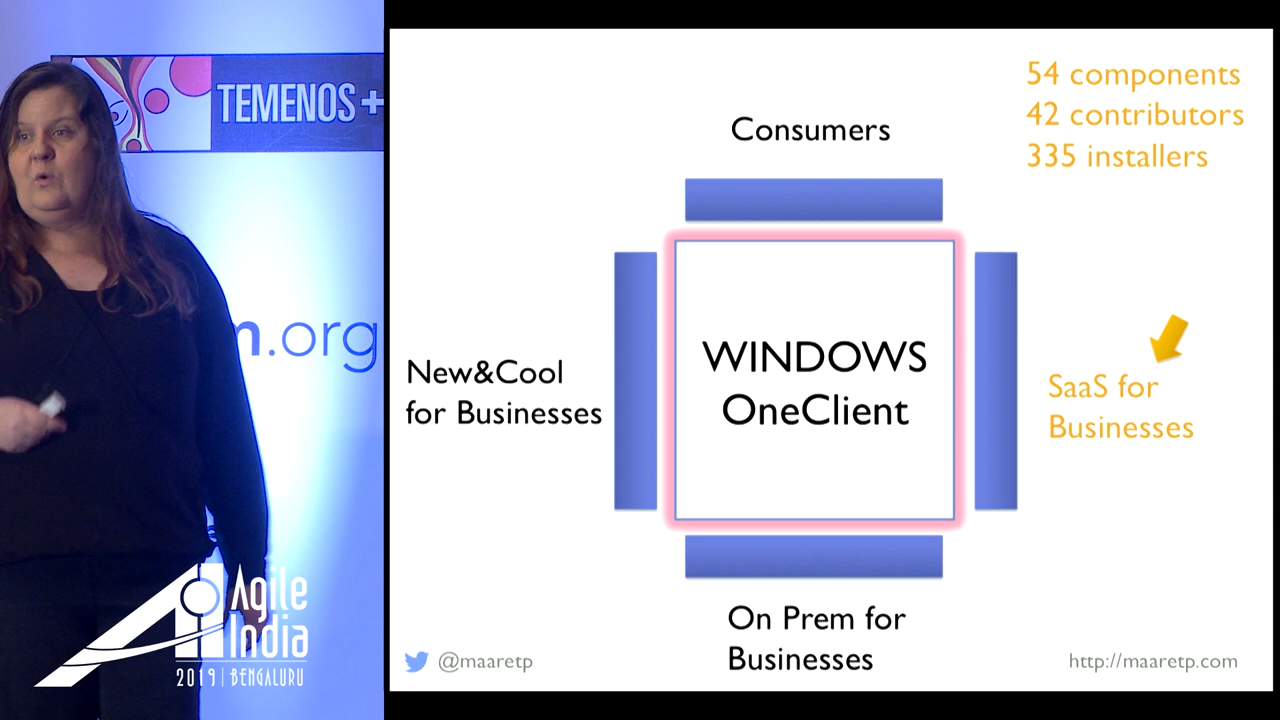 TEMENOS+
m.org
Agile
India
2019 | BENGALURU
54 components
42 contributors
335 installers
Consumers
New&Cool
for Businesses
WINDOWS
OneClient
SaaS for
Businesses
On Prem for
Businesses
@maaretp
http://maaretp.com